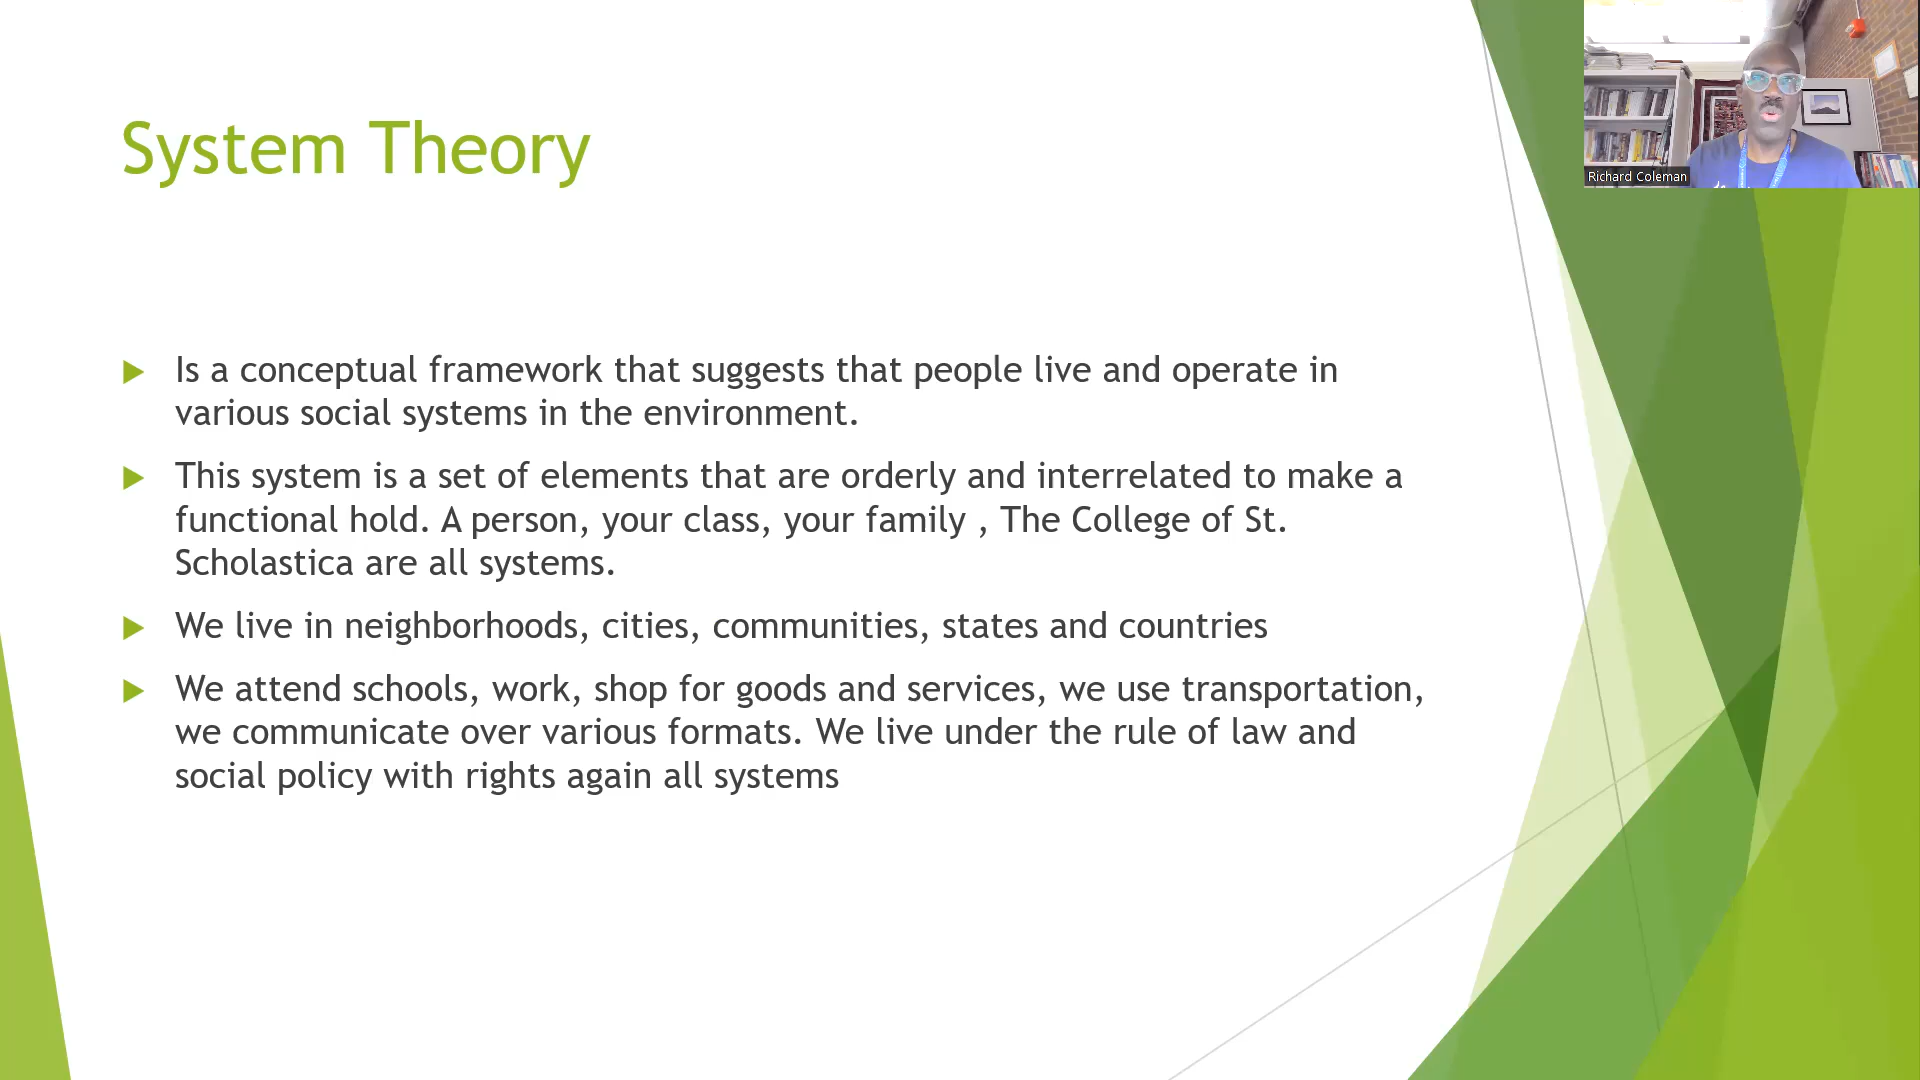 System Theory
Is a conceptual framework that suggests that people live and operate in
various social systems in the environment.
This system is a set of elements that are orderly and interrelated to make a
functional hold. A person, your class, your family , The College of St.
Scholastica are all systems.
We live in neighborhoods, cities, communities, states and countries
We attend schools, work, shop for goods and services, we use transportation,
we communicate over various formats. We live under the rule of law and
social policy with rights again all systems
Richard Coleman